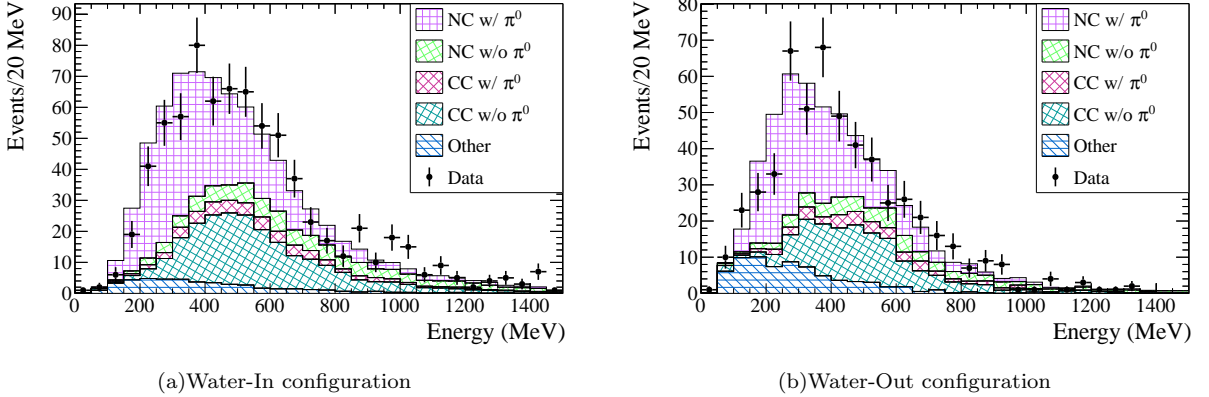 Events/20 MeV
90
80
70
60
50
40
30
20
10
0
0 200 400 600 800 1000 1200 1400
Energy (MeV)
NC w/ π⁰
NC w/o π⁰
CC w/ π⁰
CC w/o π⁰
Other
Data
(a)Water-In configuration
Events/20 MeV
80
70
60
50
40
30
20
10
0
0 200 400 600 800 1000 1200 1400
Energy (MeV)
NC w/ π⁰
NC w/o π⁰
CC w/ π⁰
CC w/o π⁰
Other
Data
(b)Water-Out configuration